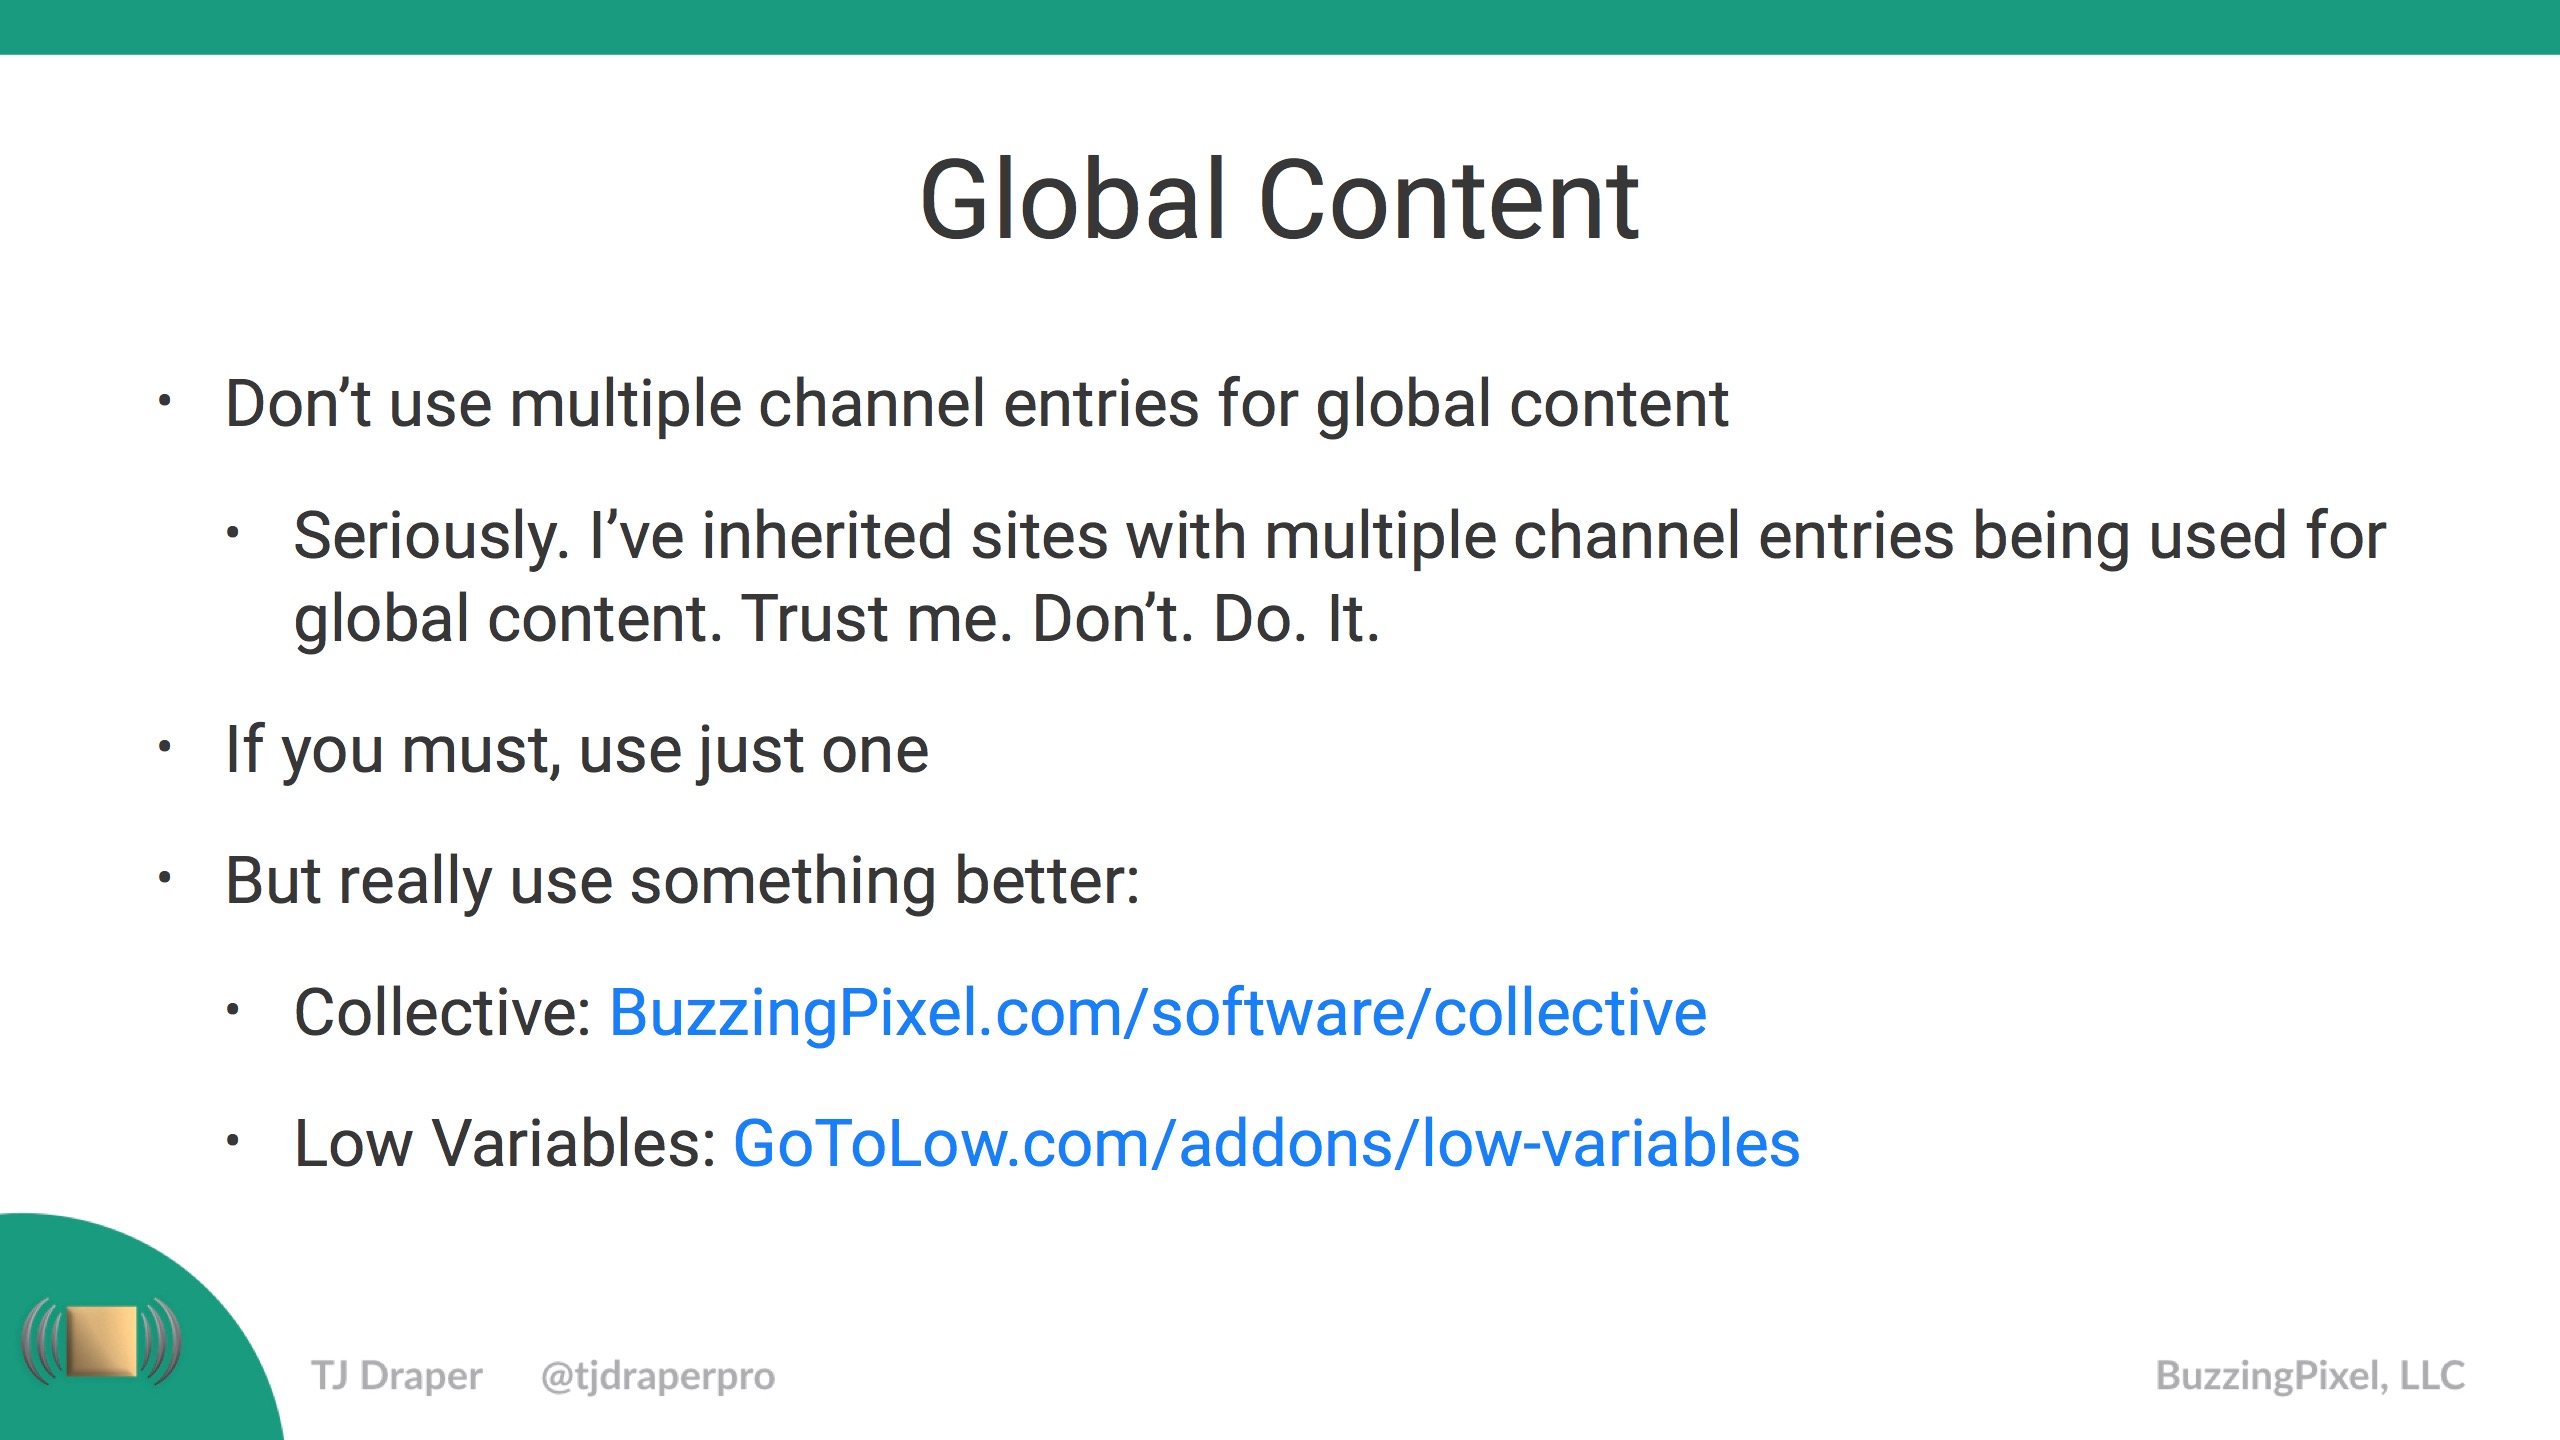 Global Content
• Don’t use multiple channel entries for global content
• Seriously. I’ve inherited sites with multiple channel entries being used for
global content. Trust me. Don’t. Do. It.
• If you must, use just one
• But really use something better:
• Collective: BuzzingPixel.com/software/collective
• Low Variables: GoToLow.com/addons/low-variables
TJ Draper @tjdraperpro BuzzingPixel, LLC